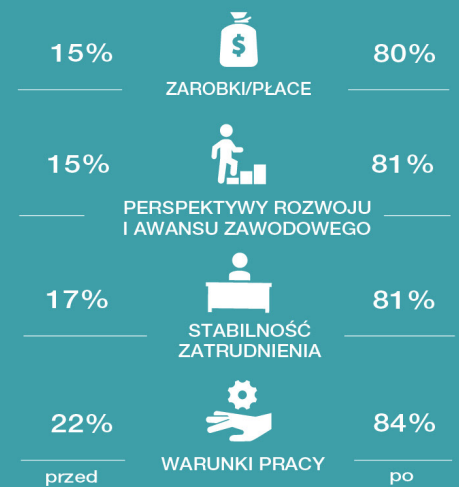 15%
$
80%
ZAROBKI/PŁACE
15%
81%
PERSPEKTYWY ROZWOJU
I AWANSU ZAWODOWEGO
17%
81%
STABILNOŚĆ
ZATRUDNIENIA
22%
84%
WARUNKI PRACY
przed
po